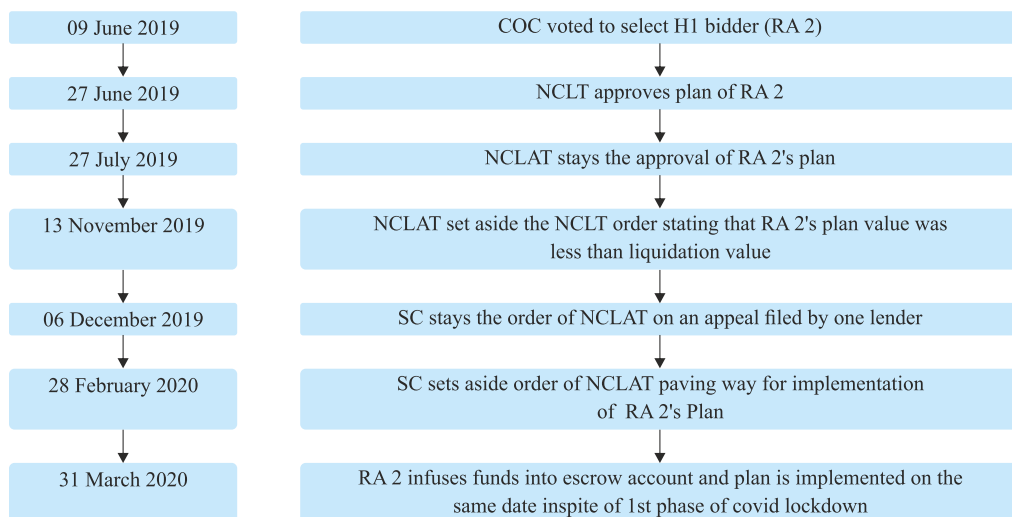 09 June 2019
COC voted to select H1 bidder (RA 2)
27 June 2019
NCLT approves plan of RA 2
27 July 2019
NCLAT stays the approval of RA 2's plan
13 November 2019
NCLAT set aside the NCLT order stating that RA 2's plan value was
less than liquidation value
06 December 2019
SC stays the order of NCLAT on an appeal filed by one lender
28 February 2020
SC sets aside order of NCLAT paving way for implementation
of RA 2's Plan
31 March 2020
RA 2 infuses funds into escrow account and plan is implemented on the
same date inspite of 1st phase of covid lockdown